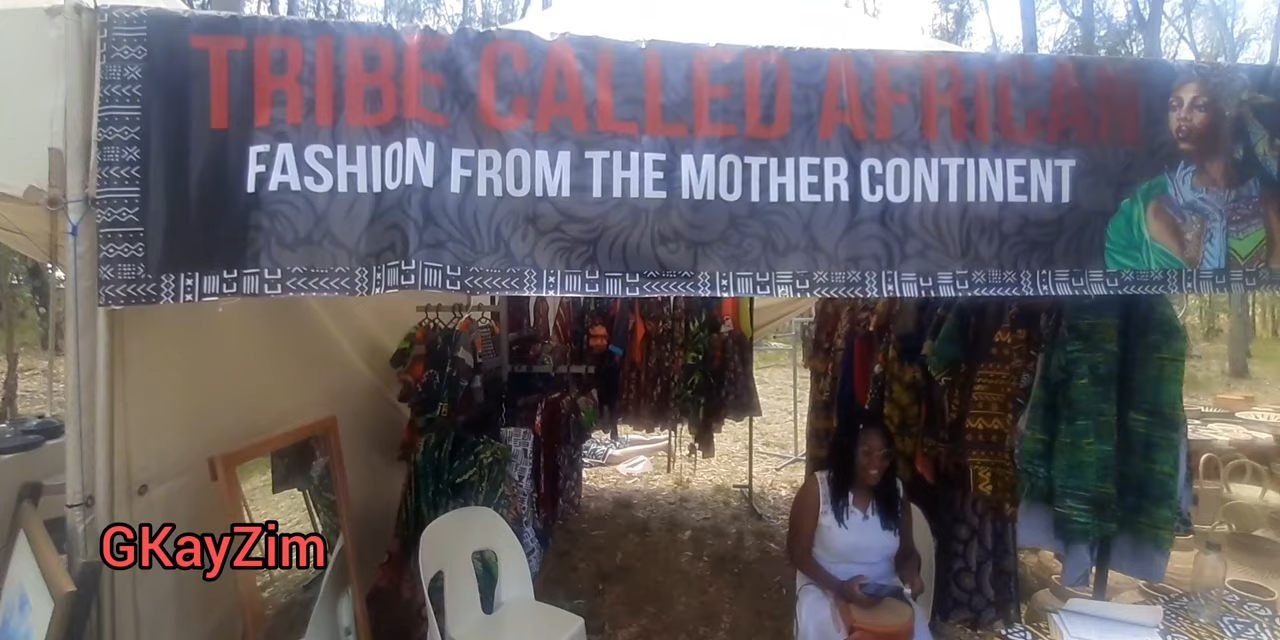 TRIBE CALLED AFRICAN
FASHION FROM THE MOTHER CONTINENT
GKayZim